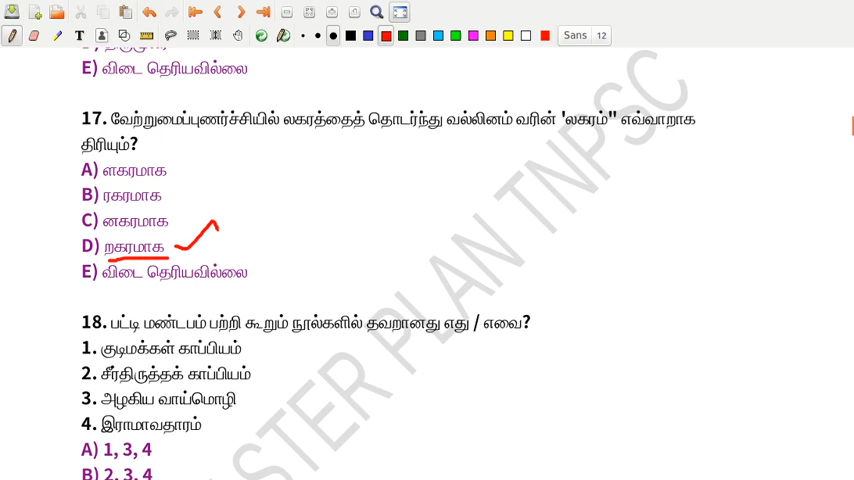 Sans 12
E) விடை தெரியவில்லை
17. வேற்றுமைப்புணர்ச்சியில் லகரத்தைத் தொடர்ந்து வல்லினம் வரின் 'லகரம்" எவ்வாறாக
திரியும்?
A) ளகரமாக
B) ரகரமாக
C) னகரமாக
D) றகரமாக
E) விடை தெரியவில்லை
18. பட்டி மண்டபம் பற்றி கூறும் நூல்களில் தவறானது எது / எவை?
1. குடிமக்கள் காப்பியம்
2. சீர்திருத்தக் காப்பியம்
3. அழகிய வாய்மொழி
4. இராமாவதாரம்
A) 1, 3, 4
B) 2, 3, 4
STER PLAN TNPSC